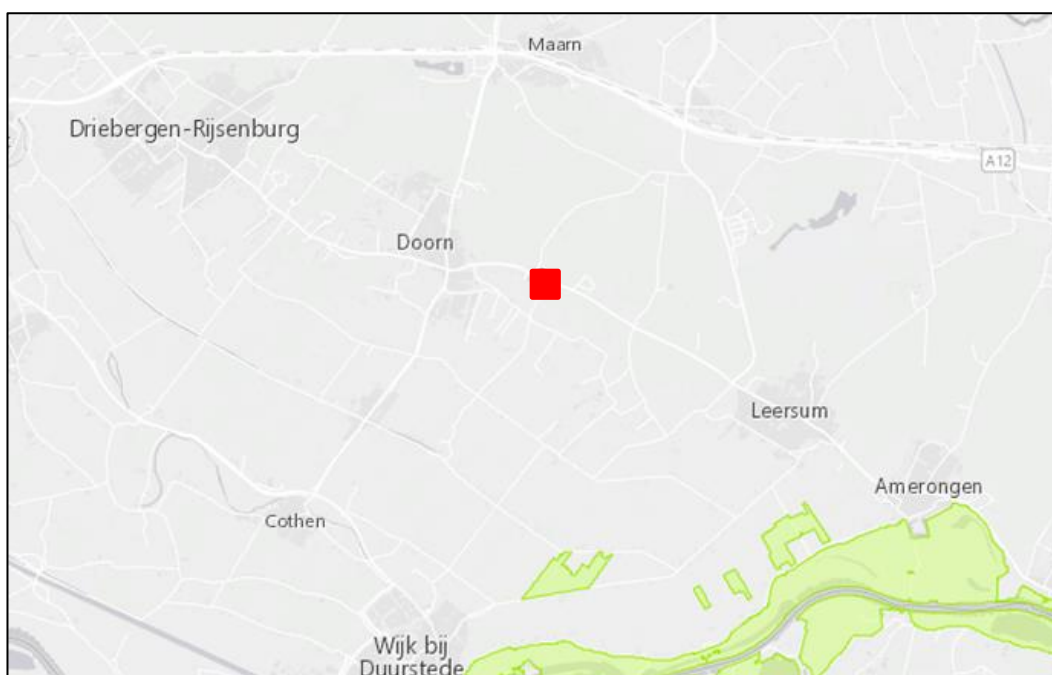 Maarn
Driebergen-Rijsenburg
A12
Doorn
Leersum
Amerongen
Cothen
Wijk bij
Duurstede